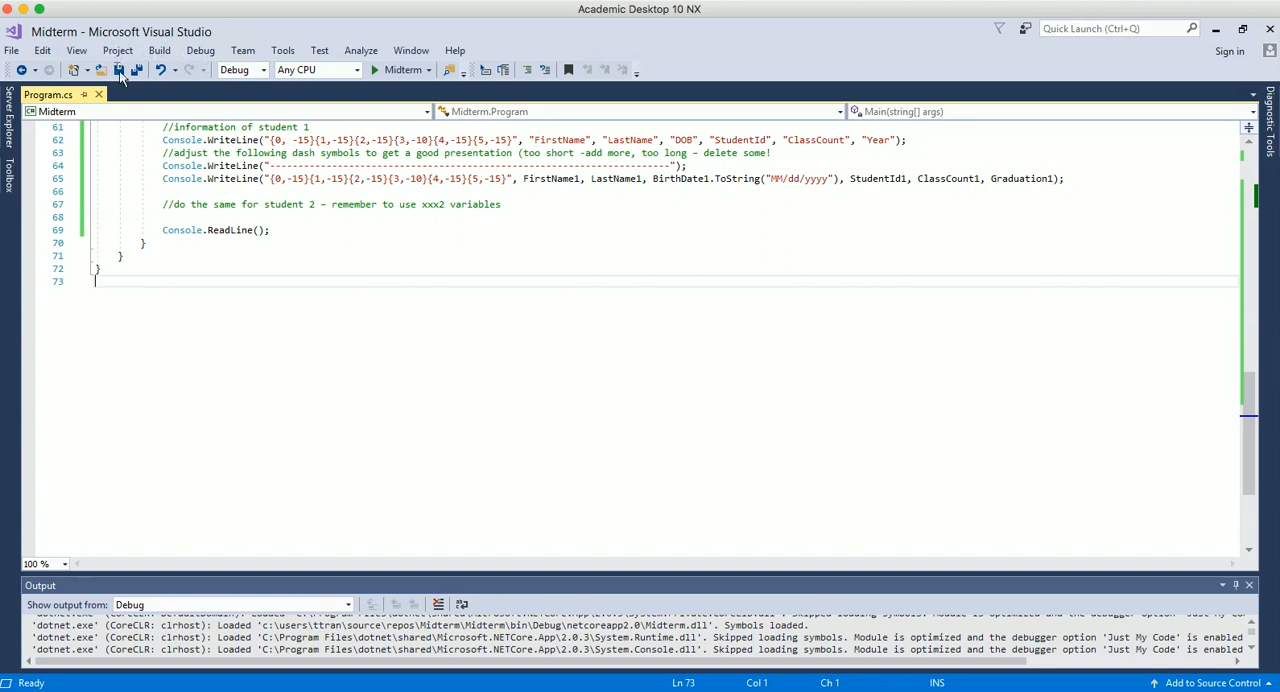 Academic Desktop 10 NX
Midterm - Microsoft Visual Studio
Quick Launch (Ctrl+Q)
File Edit View Project Build Debug Team Tools Test Analyze Window Help
Sign in
Debug Any CPU Midterm
Server Explorer
Toolbox
Diagnostic Tools
Program.cs
Midterm Midterm.Program Main(string[] args)
61 //information of student 1
62 Console.WriteLine("{0, -15}{1,-15}{2,-15}{3,-10}{4,-15}{5,-15}", "FirstName", "LastName", "DOB", "StudentId", "ClassCount", "Year");
63 //adjust the following dash symbols to get a good presentation (too short -add more, too long – delete some!
64 Console.WriteLine("-----------------------------------------------------------------------");
65 Console.WriteLine("{0,-15}{1,-15}{2,-15}{3,-10}{4,-15}{5,-15}", FirstName1, LastName1, BirthDate1.ToString("MM/dd/yyyy"), StudentId1, ClassCount1, Graduation1);
66
67 //do the same for student 2 – remember to use xxx2 variables
68
69 Console.ReadLine();
70 }
71 }
72 }
73
100 %
Output
Show output from: Debug
'dotnet.exe' (CoreCLR: clrhost): Loaded 'c:\users\ttran\source\repos\Midterm\Midterm\bin\Debug\netcoreapp2.0\Midterm.dll'. Symbols loaded.
'dotnet.exe' (CoreCLR: clrhost): Loaded 'C:\Program Files\dotnet\shared\Microsoft.NETCore.App\2.0.3\System.Runtime.dll'. Skipped loading symbols. Module is optimized and the debugger option 'Just My Code' is enabled
'dotnet.exe' (CoreCLR: clrhost): Loaded 'C:\Program Files\dotnet\shared\Microsoft.NETCore.App\2.0.3\System.Console.dll'. Skipped loading symbols. Module is optimized and the debugger option 'Just My Code' is enabled
Ready Ln 73 Col 1 Ch 1 INS Add to Source Control